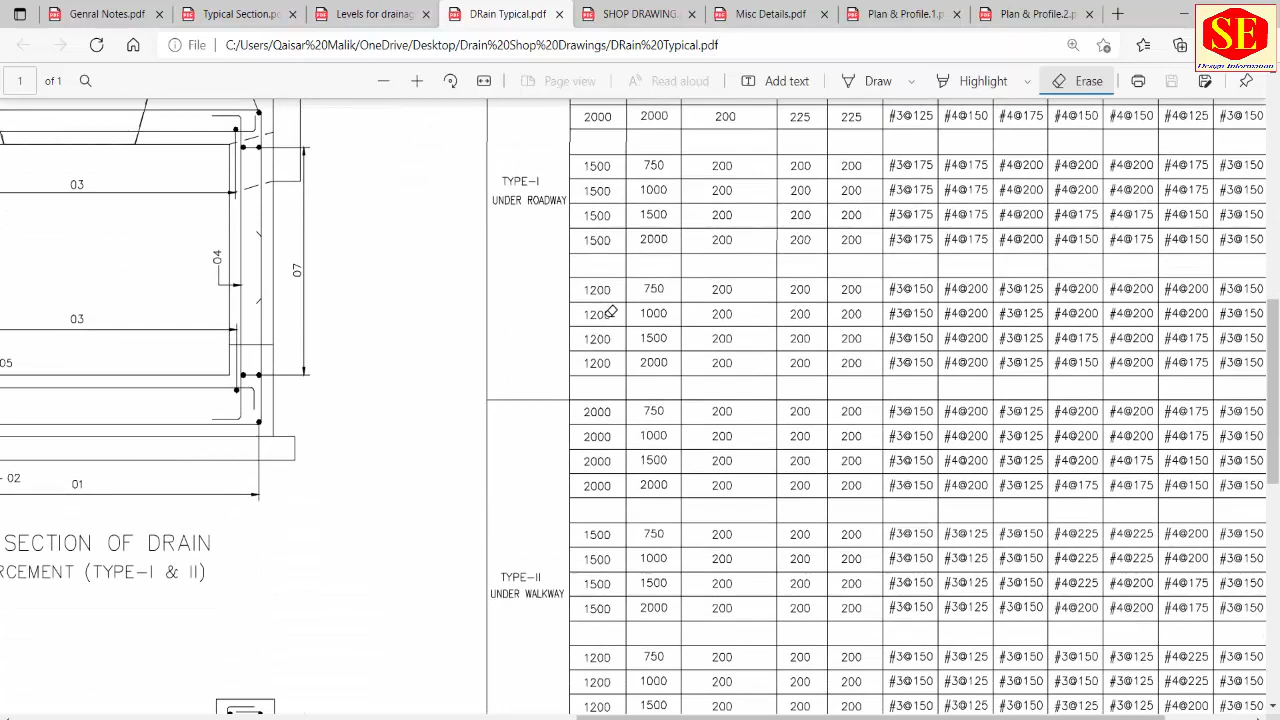 Genral Notes.pdf
Typical Section.p
Levels for drainag
DRain Typical.pdf
SHOP DRAWING.
Misc Details.pdf
Plan & Profile.1.p
Plan & Profile2.p
SE
Design Information
File C:/Users/Qaisar%20Malik/OneDrive/Desktop/Drain%20Shop%20Drawings/DRain%20Typical.pdf
1 of 1 Page view Read aloud Add text Draw Highlight Erase
03
04
07
03
05
- 02
01
SECTION OF DRAIN
RCEMENT (TYPE-I & II)
2000 2000 200 225 225 #3@125 #4@150 #4@175 #4@150 #4@150 #4@125 #3@150
TYPE-I
UNDER ROADWAY
1500 750 200 200 200 #3@175 #4@175 #4@200 #4@200 #4@200 #4@175 #3@150
1500 1000 200 200 200 #3@175 #4@175 #4@200 #4@200 #4@200 #4@175 #3@150
1500 1500 200 200 200 #3@175 #4@175 #4@200 #4@175 #4@175 #4@150 #3@150
1500 2000 200 200 200 #3@175 #4@175 #4@200 #4@150 #4@175 #4@150 #3@150
1200 750 200 200 200 #3@150 #4@200 #3@125 #4@200 #4@200 #4@200 #3@150
1200 1000 200 200 200 #3@150 #4@200 #3@125 #4@200 #4@200 #4@200 #3@150
1200 1500 200 200 200 #3@150 #4@200 #3@125 #4@175 #4@200 #4@175 #3@150
1200 2000 200 200 200 #3@150 #4@200 #3@125 #4@150 #4@200 #4@175 #3@150
TYPE-II
UNDER WALKWAY
2000 750 200 200 200 #3@150 #4@200 #3@125 #4@200 #4@200 #4@175 #3@150
2000 1000 200 200 200 #3@150 #4@200 #3@125 #4@200 #4@200 #4@175 #3@150
2000 1500 200 200 200 #3@150 #4@200 #3@125 #4@200 #4@175 #4@150 #3@150
2000 2000 200 200 200 #3@150 #4@200 #3@125 #4@175 #4@175 #4@150 #3@150
1500 750 200 200 200 #3@150 #3@125 #3@150 #4@225 #4@225 #4@200 #3@150
1500 1000 200 200 200 #3@150 #3@125 #3@150 #4@225 #4@225 #4@200 #3@150
1500 1500 200 200 200 #3@150 #3@125 #3@150 #4@225 #4@200 #4@175 #3@150
1500 2000 200 200 200 #3@150 #3@125 #3@150 #4@200 #4@200 #4@175 #3@150
1200 750 200 200 200 #3@150 #3@125 #3@150 #3@150 #3@125 #4@225 #3@150
1200 1000 200 200 200 #3@150 #3@125 #3@150 #3@150 #3@125 #4@225 #3@150
1200 1500 200 200 200 #3@150 #3@125 #3@150 #3@125 #3@125 #4@200 #3@150